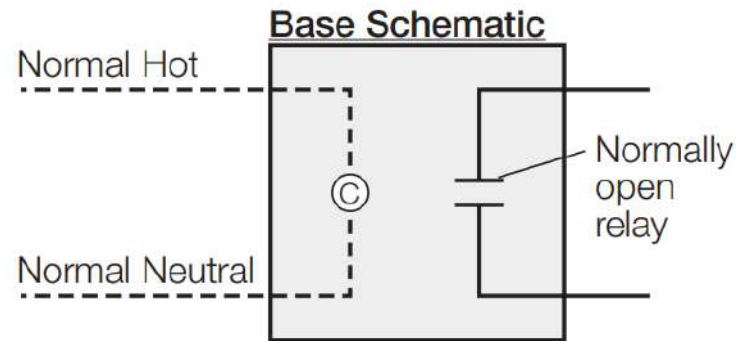 Base Schematic
Normal Hot
C
Normally
open
relay
Normal Neutral